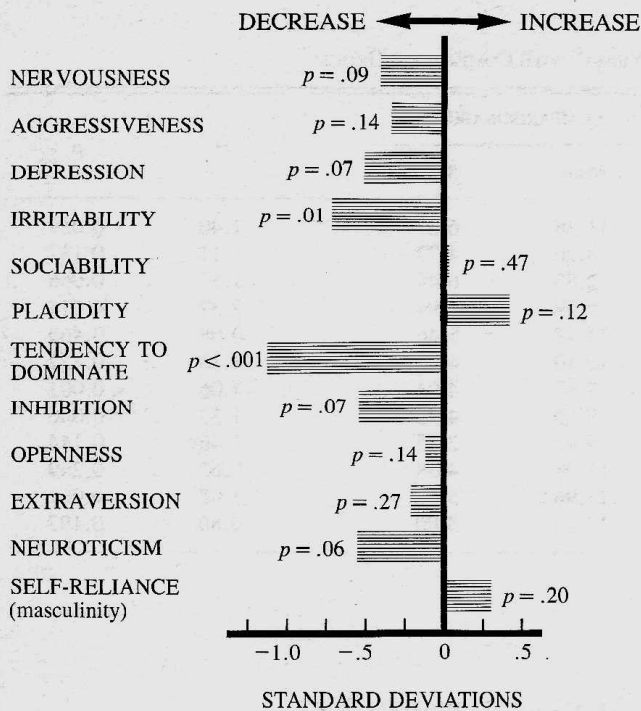 DECREASE INCREASE
NERVOUSNESS p = .09
AGGRESSIVENESS p = .14
DEPRESSION p = .07
IRRITABILITY p = .01
SOCIABILITY p = .47
PLACIDITY p = .12
TENDENCY TO
DOMINATE p < .001
INHIBITION p = .07
OPENNESS p = .14
EXTRAVERSION p = .27
NEUROTICISM p = .06
SELF-RELIANCE
(masculinity) p = .20
−1.0 −.5 0 .5
STANDARD DEVIATIONS